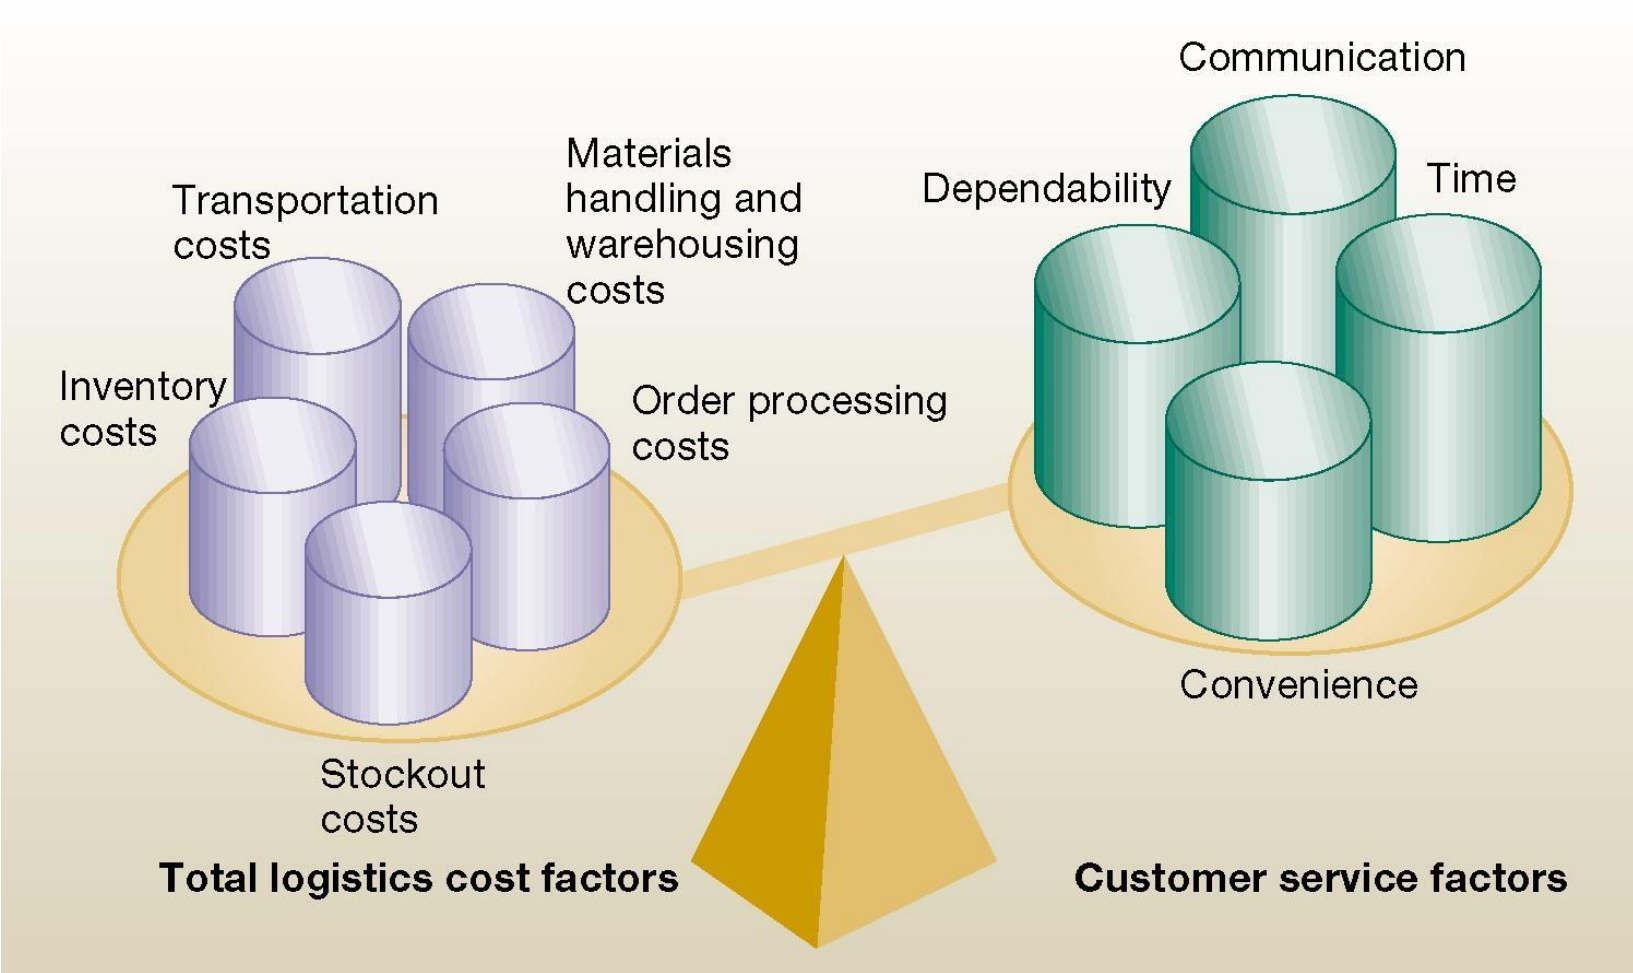 Transportation
costs
Materials
handling and
warehousing
costs
Inventory
costs
Order processing
costs
Stockout
costs
Total logistics cost factors
Communication
Dependability
Time
Convenience
Customer service factors